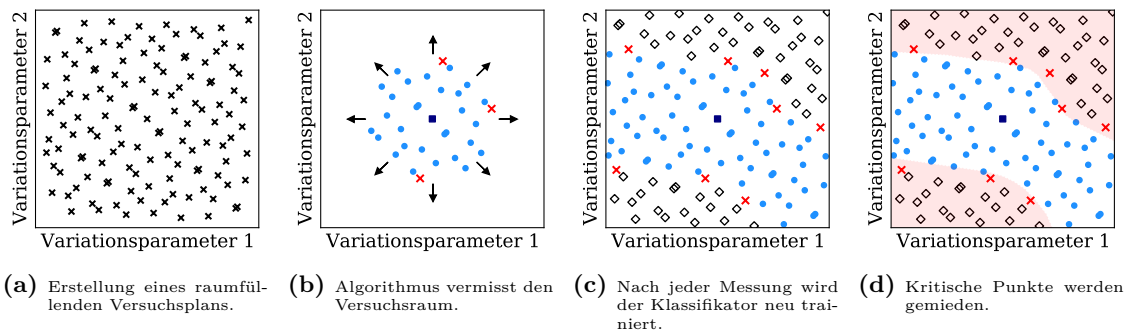 Variationsparameter 2
Variationsparameter 1
(a) Erstellung eines raumfül-
lenden Versuchsplans.
Variationsparameter 2
Variationsparameter 1
(b) Algorithmus vermisst den
Versuchsraum.
Variationsparameter 2
Variationsparameter 1
(c) Nach jeder Messung wird
der Klassifikator neu trai-
niert.
Variationsparameter 2
Variationsparameter 1
(d) Kritische Punkte werden
gemieden.